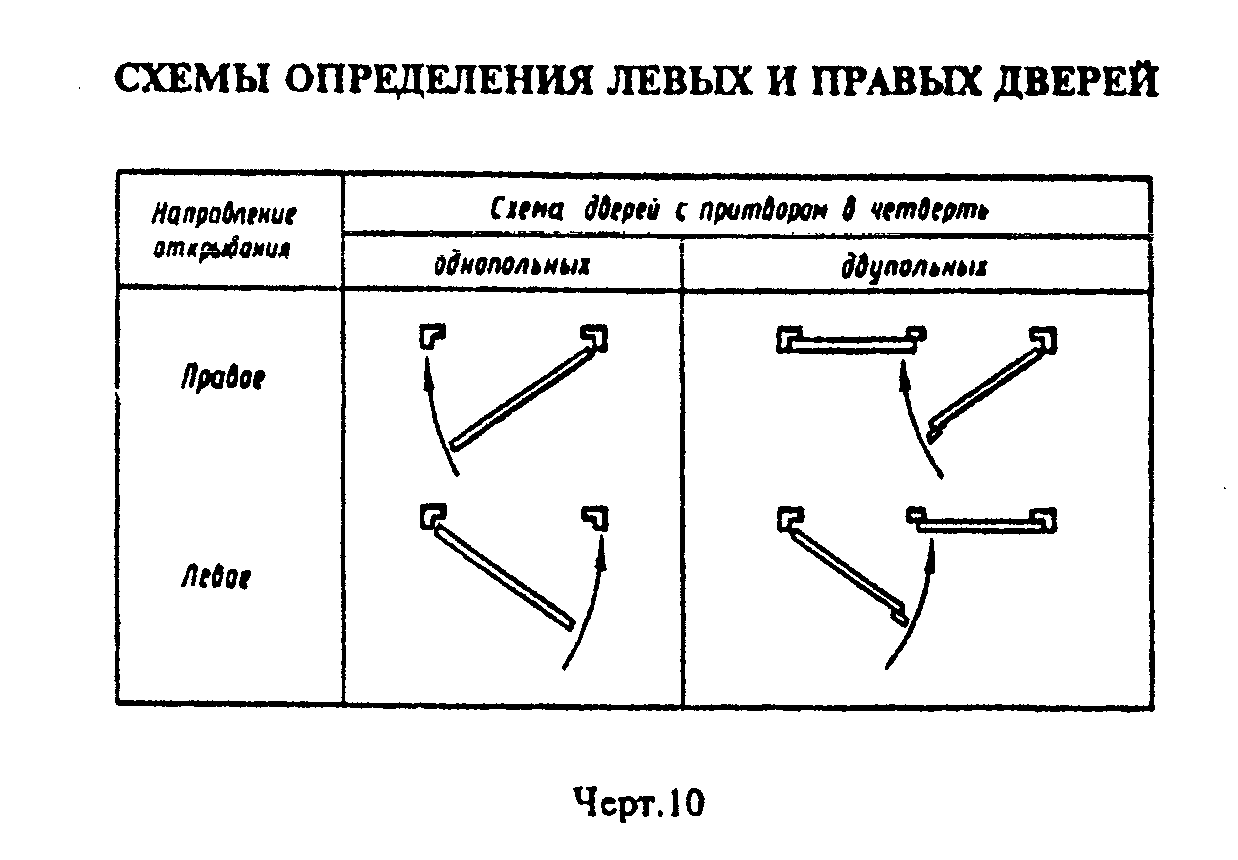 СХЕМЫ ОПРЕДЕЛЕНИЯ ЛЕВЫХ И ПРАВЫХ ДВЕРЕЙ
Направление
открывания
Схема дверей с притвором в четверть
однопольных
двупольных
Правое
Левое
Черт.10